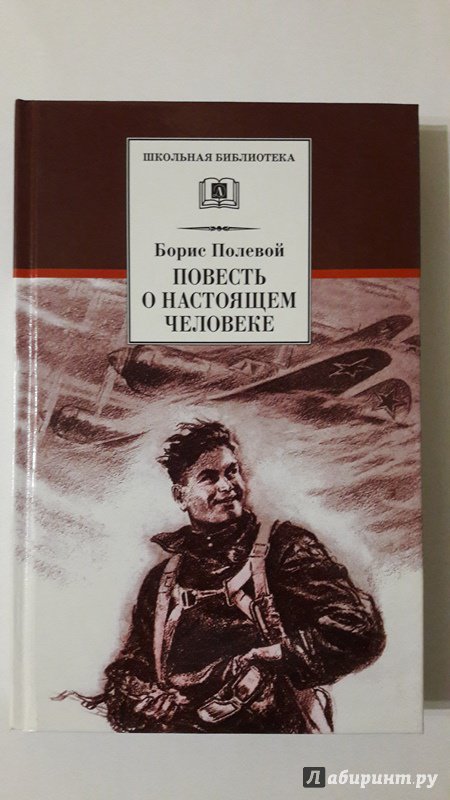 ШКОЛЬНАЯ БИБЛИОТЕКА
Борис Полевой
ПОВЕСТЬ
О НАСТОЯЩЕМ
ЧЕЛОВЕКЕ
Лабиринт.ру